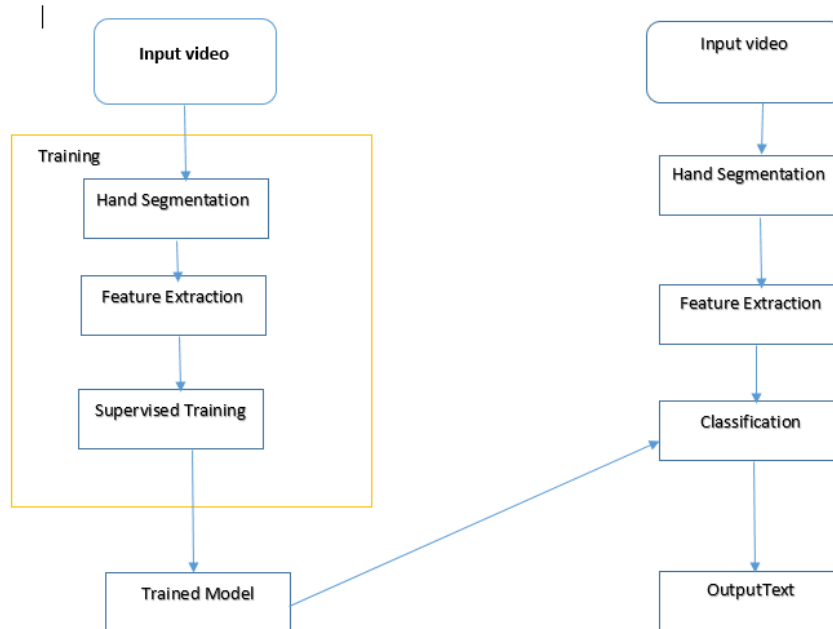 Input video
Training
Hand Segmentation
Feature Extraction
Supervised Training
Trained Model
Input video
Hand Segmentation
Feature Extraction
Classification
OutputText